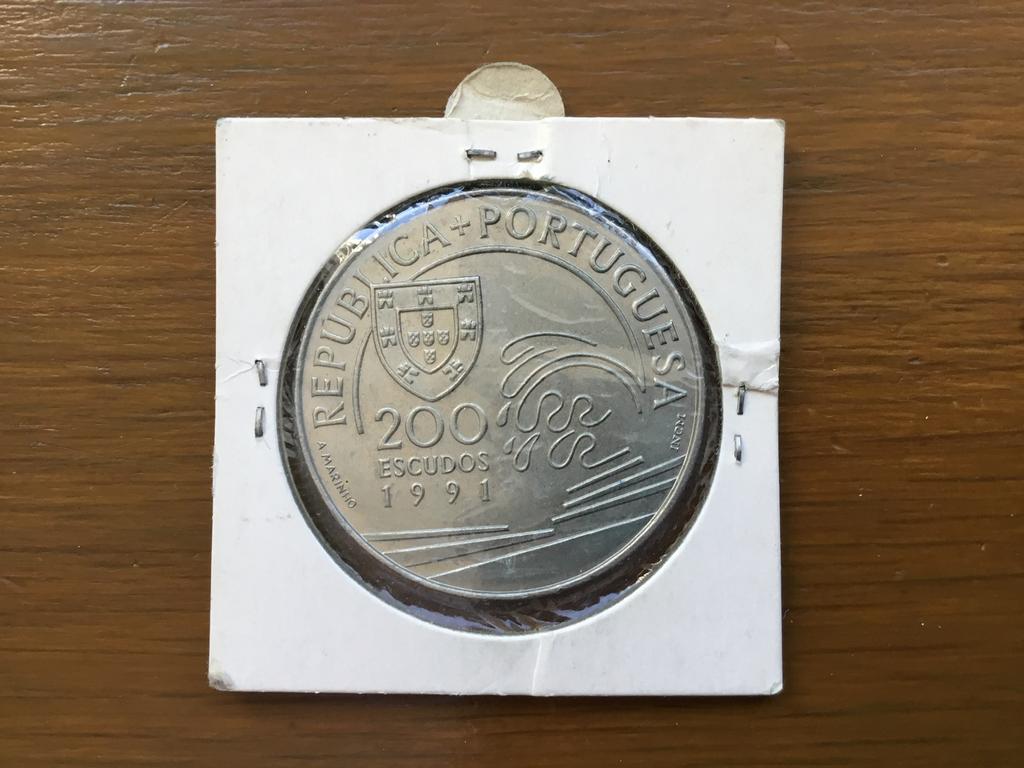 REPUBLICA + PORTUGUESA
200
ESCUDOS
1991
A. MARINHO
INCM